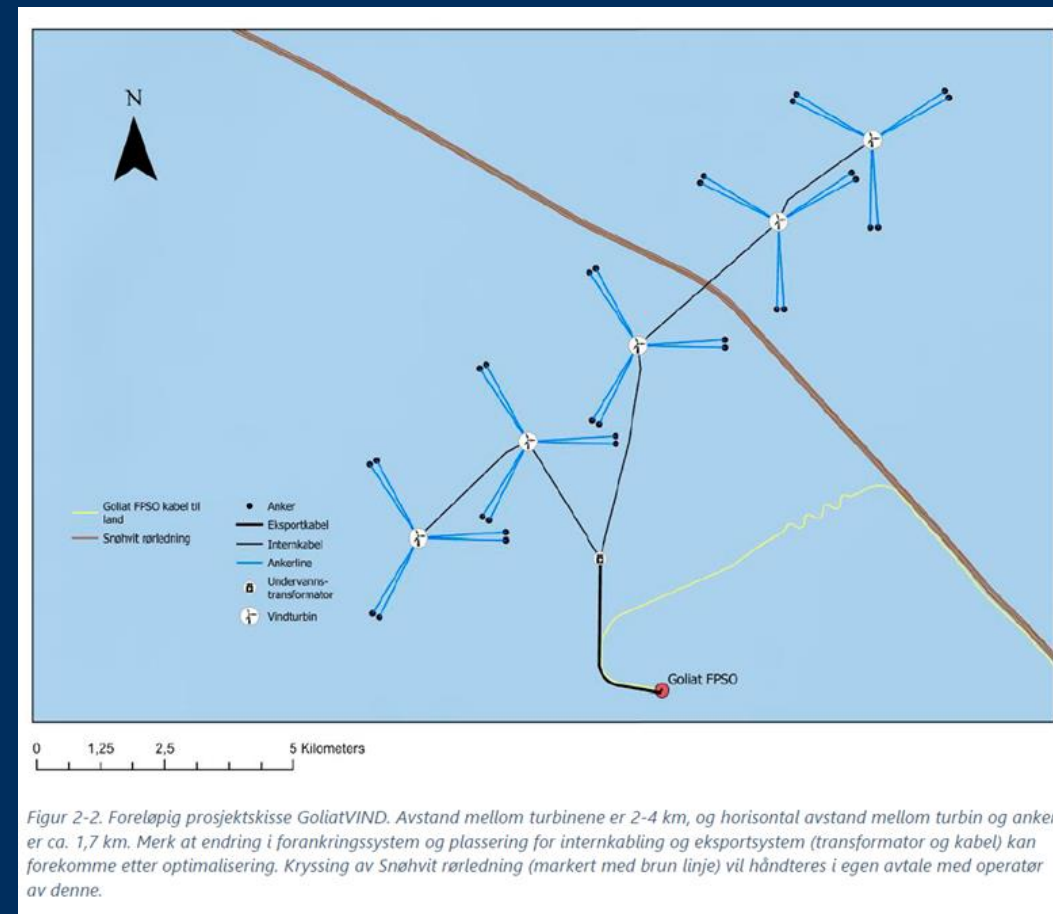 N
Goliat FPSO kabel til
land
Snøhvit rørledning
Anker
Eksportkabel
Internkabel
Ankerline
Undervanns-
transformator
Vindturbin
Goliat FPSO
0 1,25 2,5 5 Kilometers
Figur 2-2. Foreløpig prosjektskisse GoliatVIND. Avstand mellom turbinene er 2-4 km, og horisontal avstand mellom turbin og anker
er ca. 1,7 km. Merk at endring i forankringssystem og plassering for internkabling og eksportsystem (transformator og kabel) kan
forekomme etter optimalisering. Kryssing av Snøhvit rørledning (markert med brun linje) vil håndteres i egen avtale med operatør
av denne.